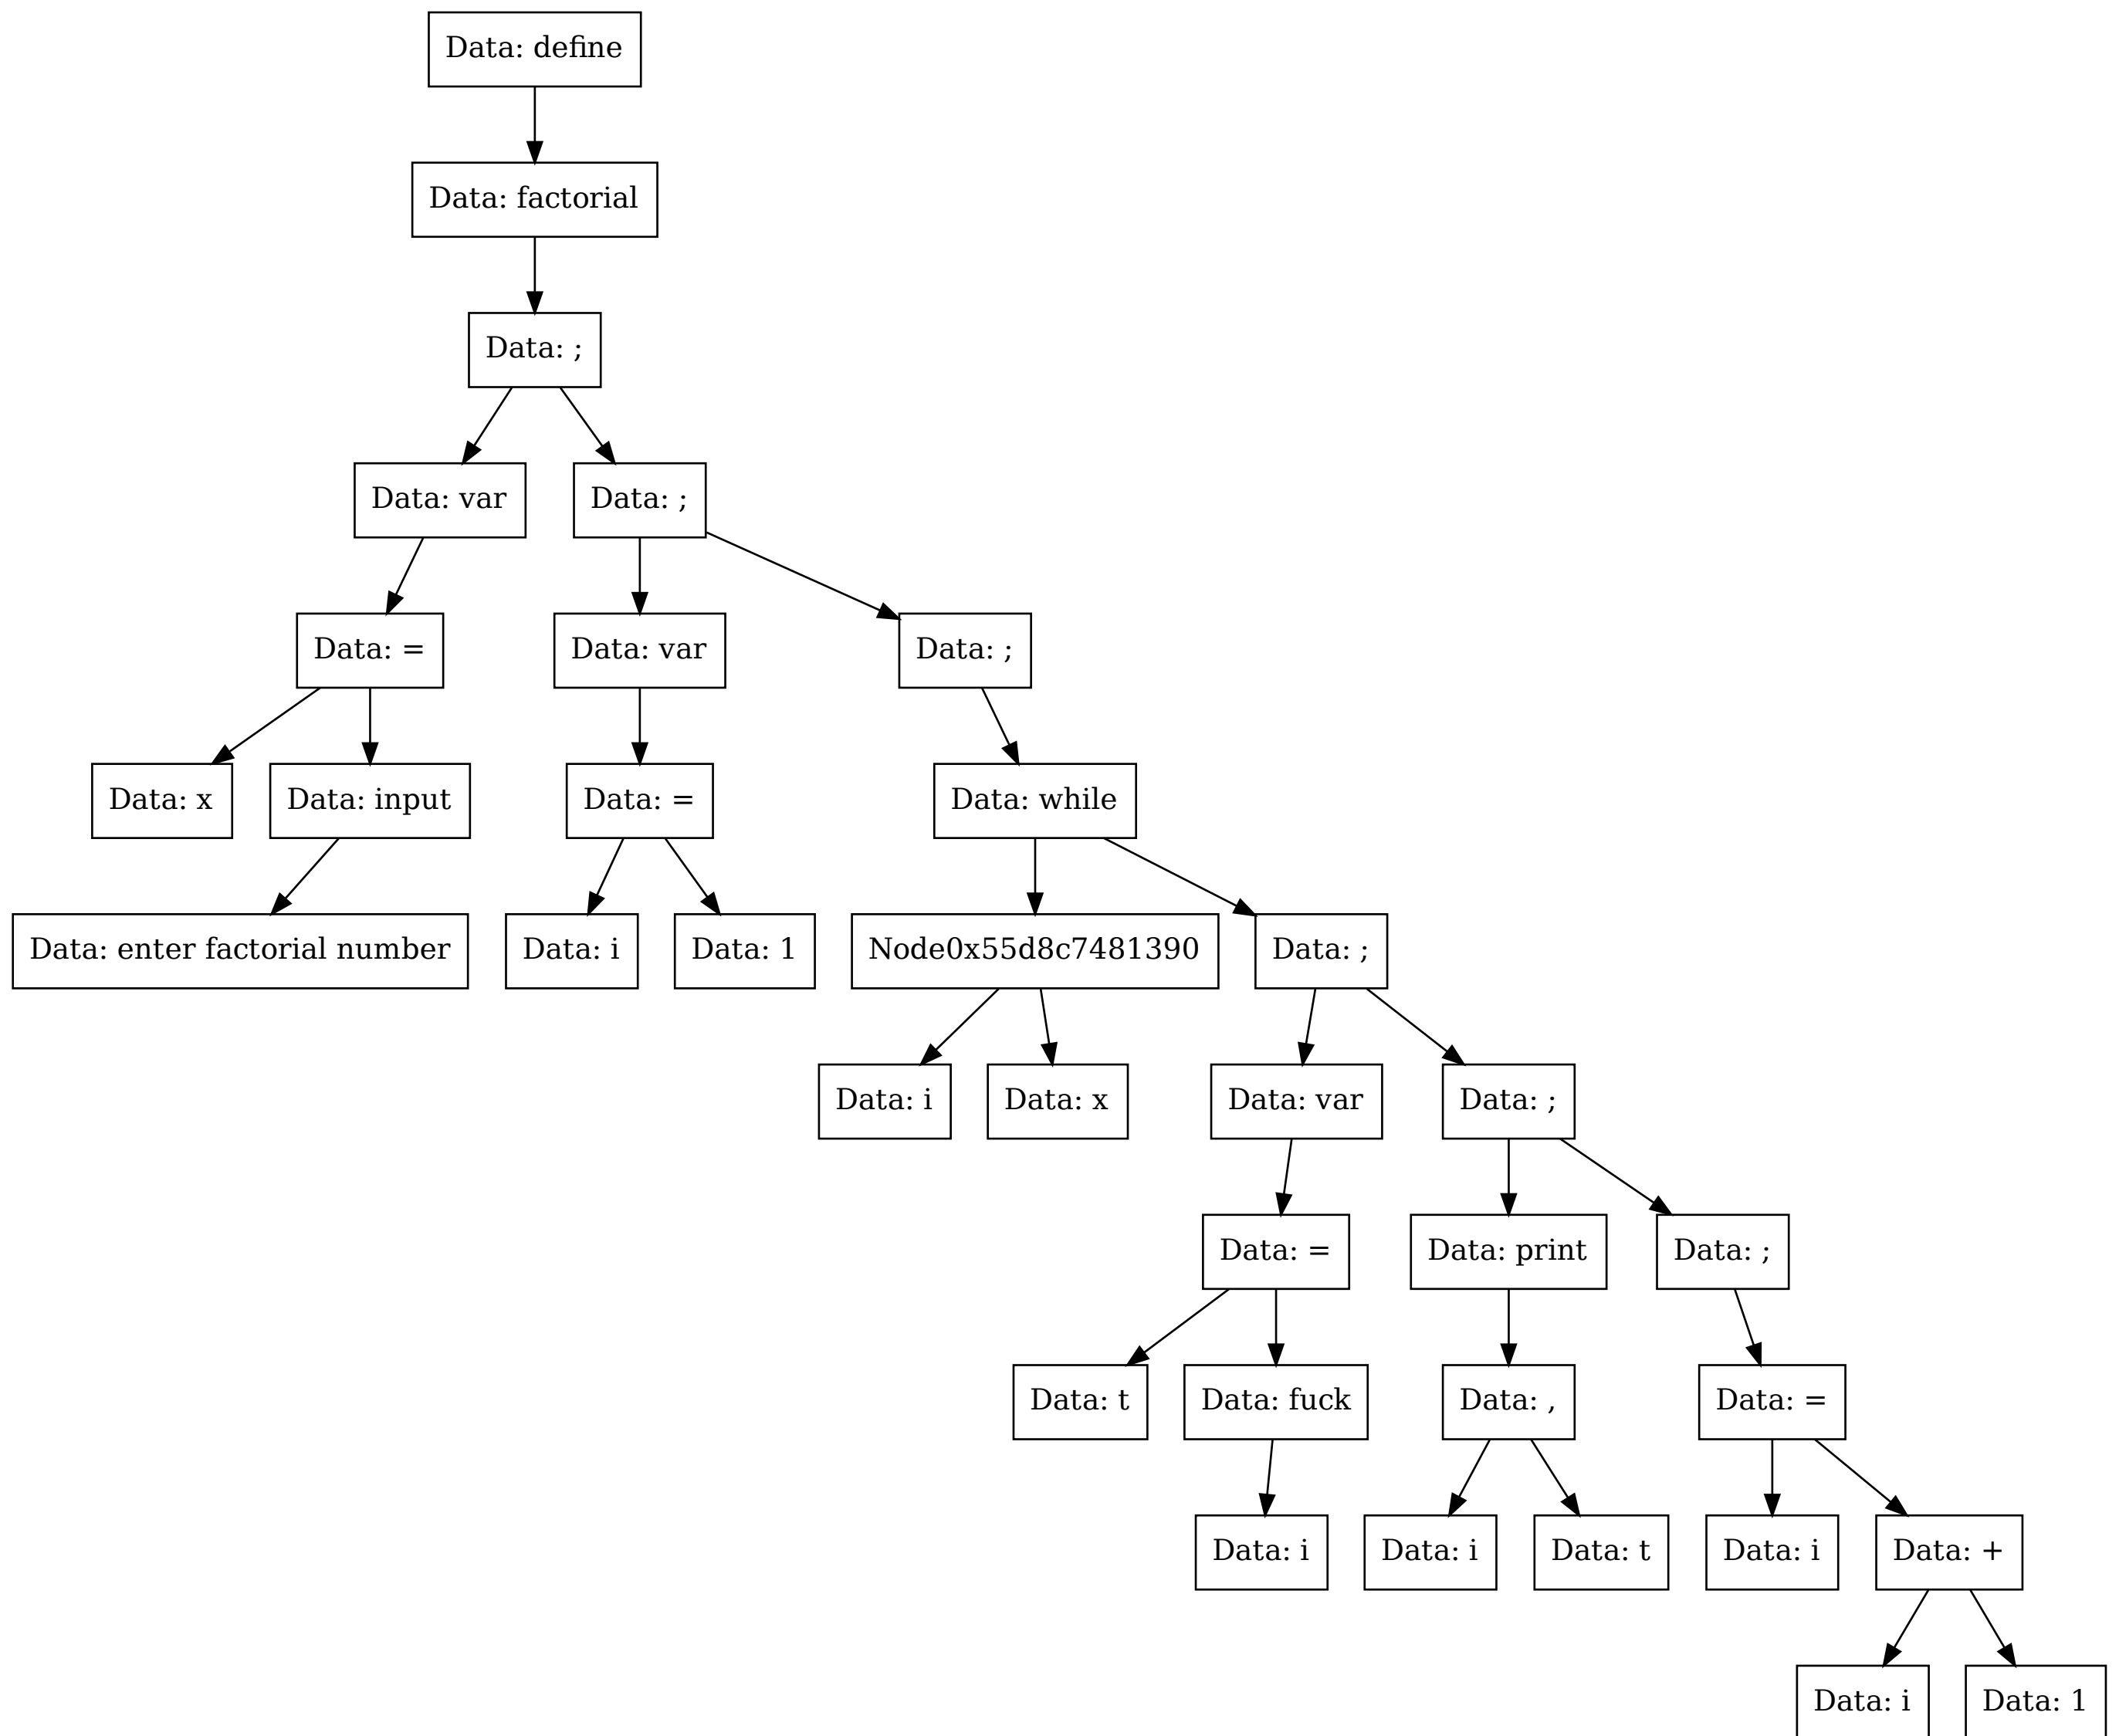 Data: define
Data: factorial
Data: ;
Data: var
Data: ;
Data: =
Data: var
Data: ;
Data: x
Data: input
Data: =
Data: while
Data: enter factorial number
Data: i
Data: 1
Node0x55d8c7481390
Data: ;
Data: i
Data: x
Data: var
Data: ;
Data: =
Data: print
Data: ;
Data: t
Data: fuck
Data: ,
Data: =
Data: i
Data: i
Data: t
Data: i
Data: +
Data: i
Data: 1